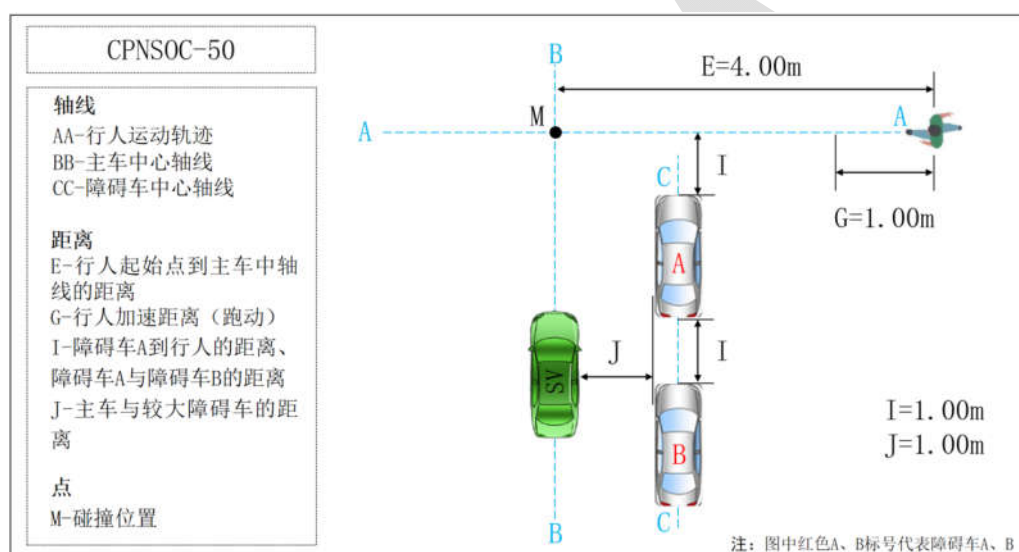 CPNSOC-50
轴线
AA-行人运动轨迹
BB-主车中心轴线
CC-障碍车中心轴线
距离
E-行人起始点到主车中轴
线的距离
G-行人加速距离（跑动）
I-障碍车A到行人的距离、
障碍车A与障碍车B的距离
J-主车与较大障碍车的距
离
点
M-碰撞位置
B
E=4.00m
M
A
A
I
C
G=1.00m
A
J
I
SV
B
I=1.00m
J=1.00m
B
C
注：图中红色A、B标号代表障碍车A、B